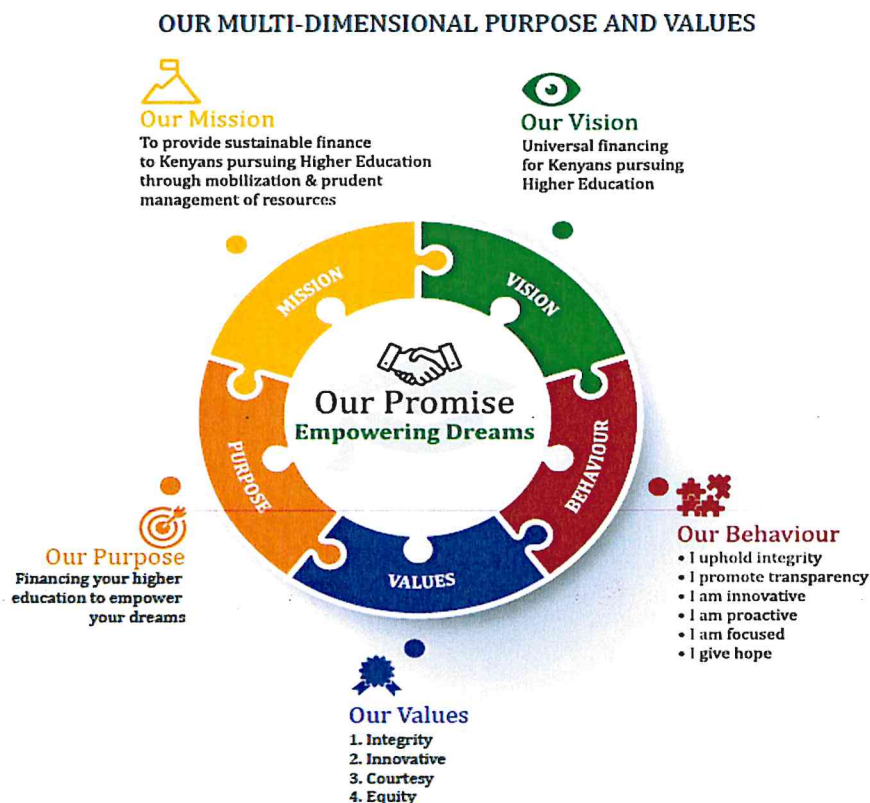 OUR MULTI-DIMENSIONAL PURPOSE AND VALUES
Our Mission
To provide sustainable finance
to Kenyans pursuing Higher Education
through mobilization & prudent
management of resources
Our Vision
Universal financing
for Kenyans pursuing
Higher Education
MISSION
VISION
Our Promise
Empowering Dreams
PURPOSE
BEHAVIOUR
VALUES
Our Purpose
Financing your higher
education to empower
your dreams
Our Behaviour
• I uphold integrity
• I promote transparency
• I am innovative
• I am proactive
• I am focused
• I give hope
Our Values
1. Integrity
2. Innovative
3. Courtesy
4. Equity